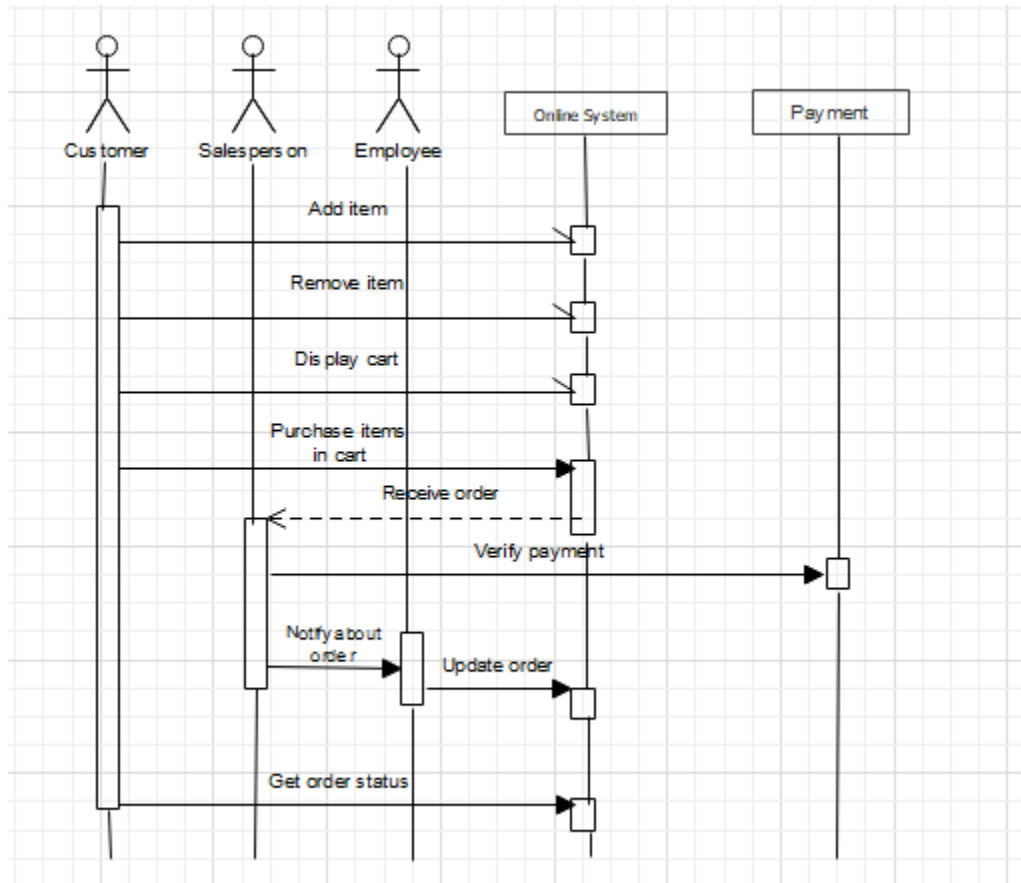 Online System
Payment
Customer
Salesperson
Employee
Add item
Remove item
Display cart
Purchase items
in cart
Receive order
Verify payment
Notify about
order
Update order
Get order status